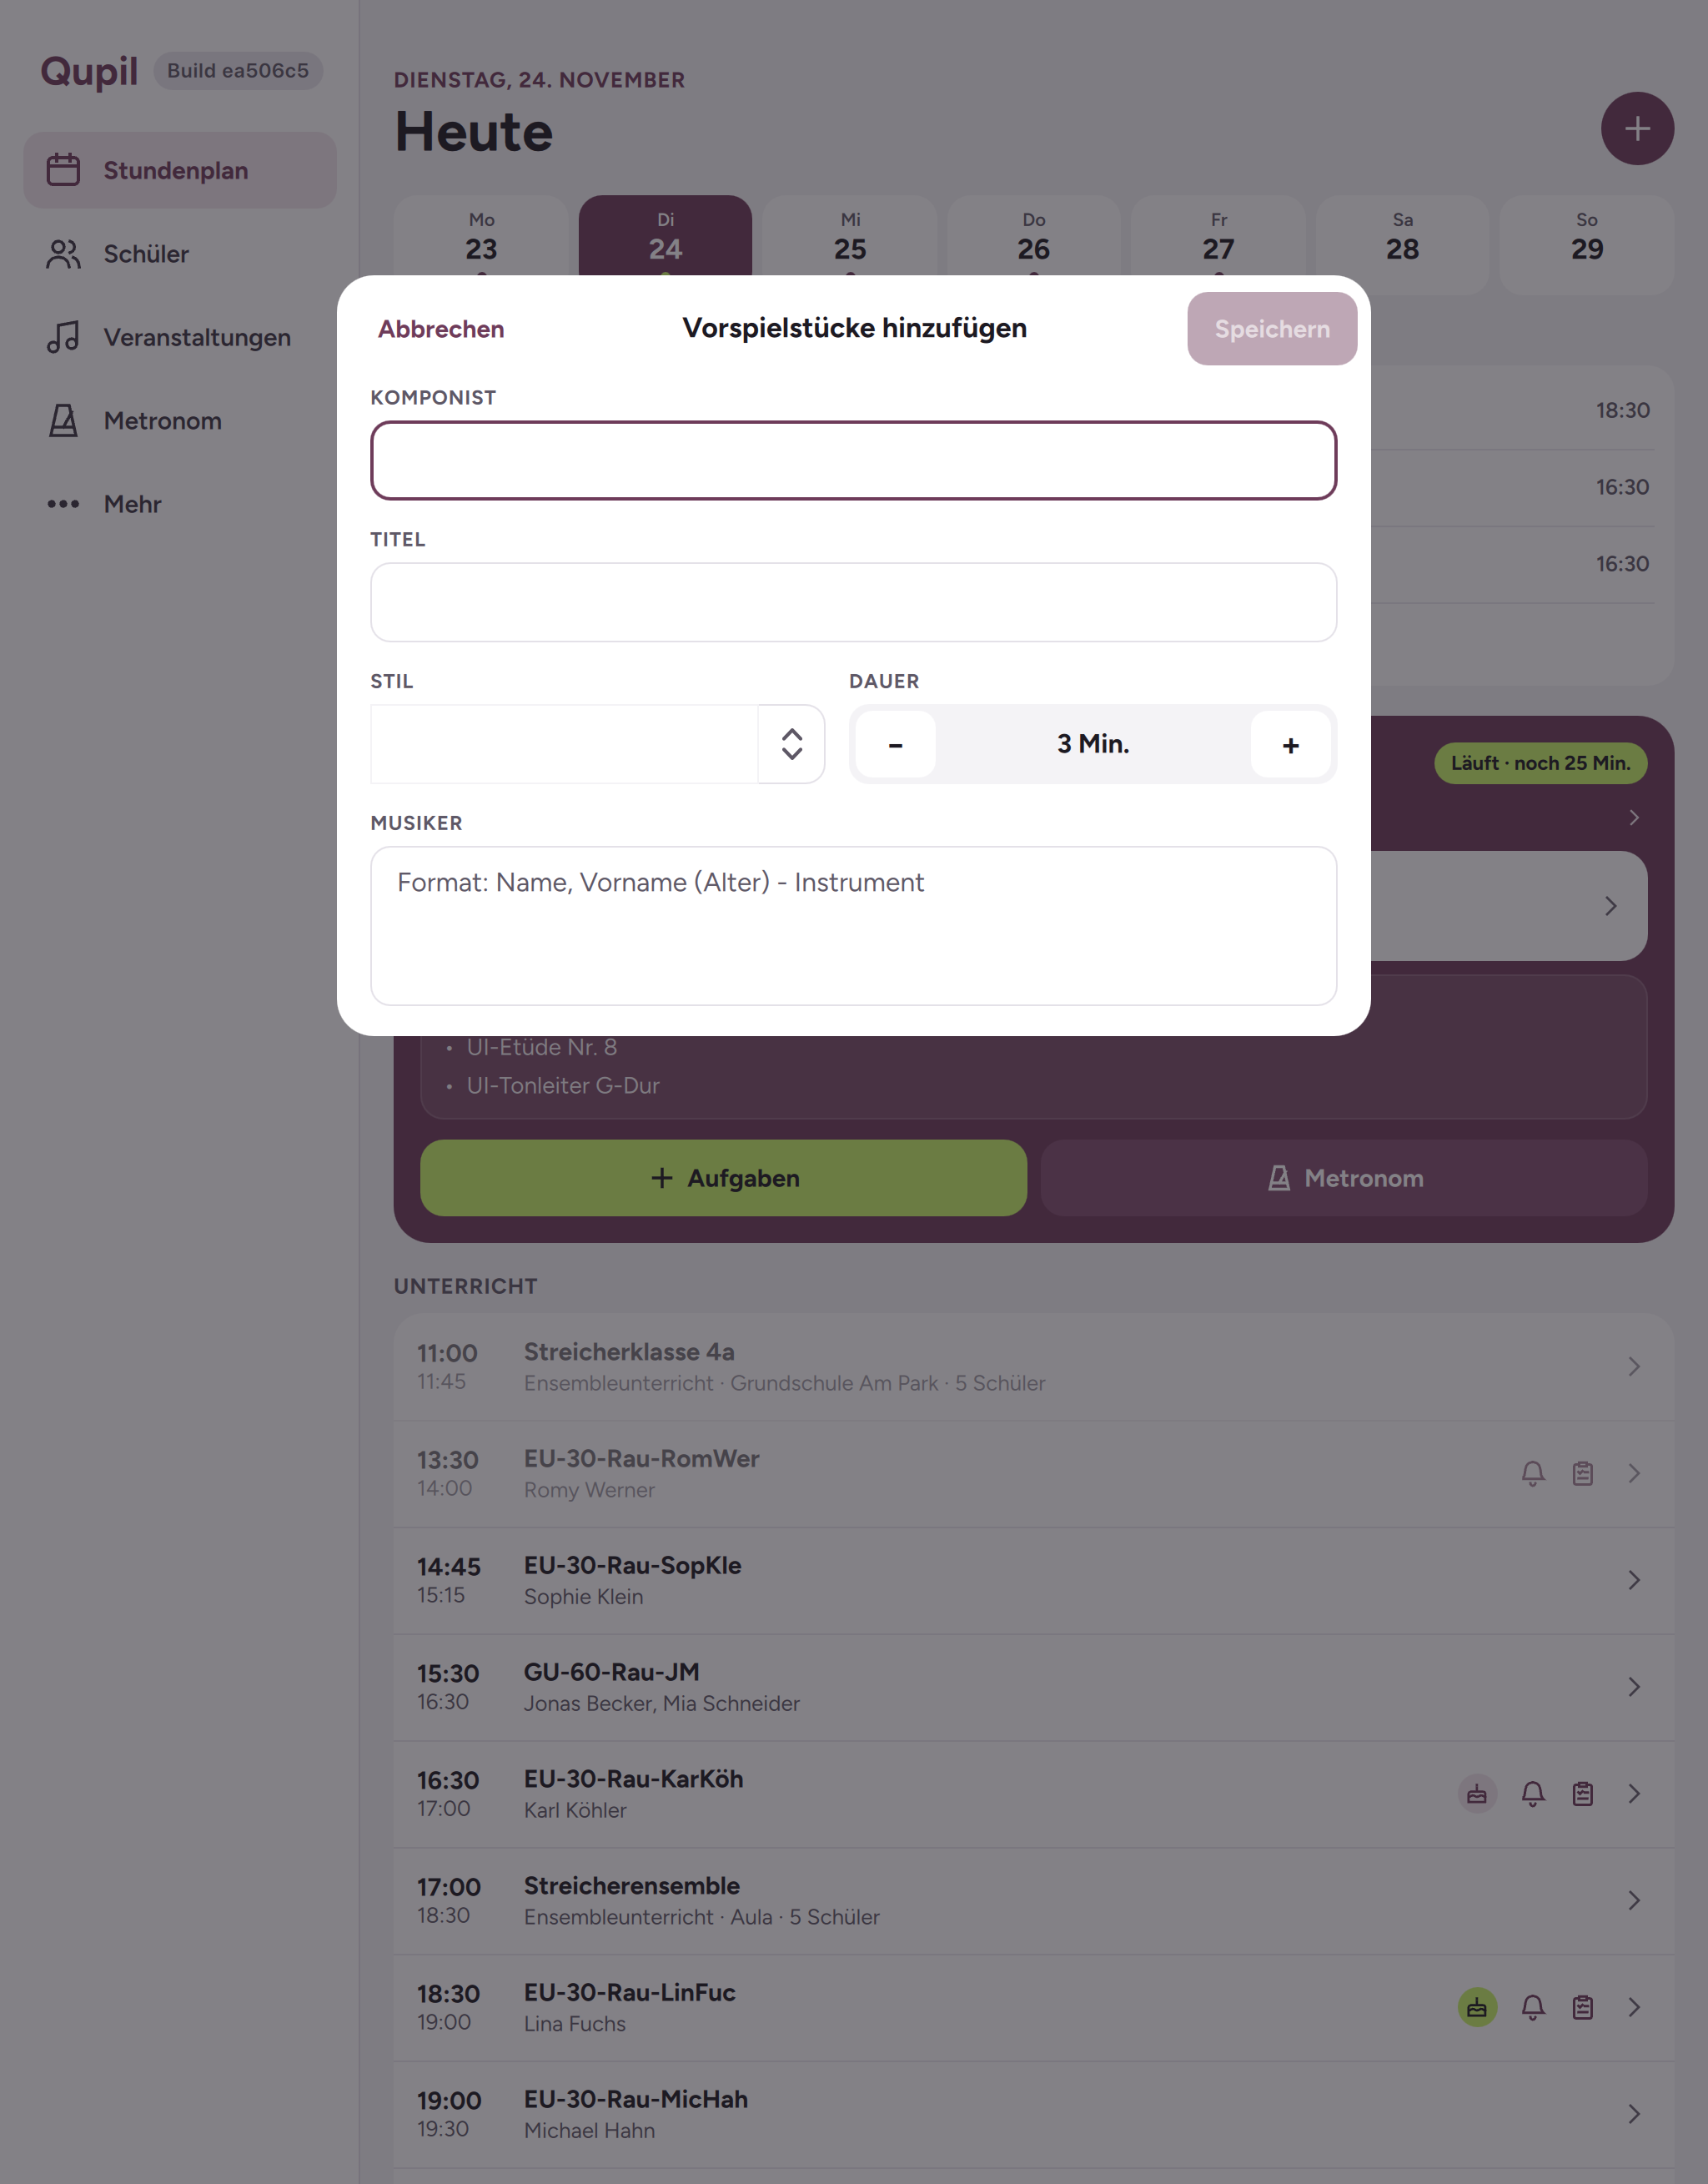 Qupil
Build ea506c5
Stundenplan
Schüler
Veranstaltungen
Metronom
Mehr
DIENSTAG, 24. NOVEMBER
Heute
Mo
23
Di
24
Mi
25
Do
26
Fr
27
Sa
28
So
29
Abbrechen
Vorspielstücke hinzufügen
Speichern
KOMPONIST
TITEL
STIL
DAUER
3 Min.
MUSIKER
Format: Name, Vorname (Alter) - Instrument
18:30
16:30
16:30
Läuft · noch 25 Min.
• UI-Etüde Nr. 8
• UI-Tonleiter G-Dur
Aufgaben
Metronom
UNTERRICHT
11:00
11:45
Streicherklasse 4a
Ensembleunterricht · Grundschule Am Park · 5 Schüler
13:30
14:00
EU-30-Rau-RomWer
Romy Werner
14:45
15:15
EU-30-Rau-SopKle
Sophie Klein
15:30
16:30
GU-60-Rau-JM
Jonas Becker, Mia Schneider
16:30
17:00
EU-30-Rau-KarKöh
Karl Köhler
17:00
18:30
Streicherensemble
Ensembleunterricht · Aula · 5 Schüler
18:30
19:00
EU-30-Rau-LinFuc
Lina Fuchs
19:00
19:30
EU-30-Rau-MicHah
Michael Hahn